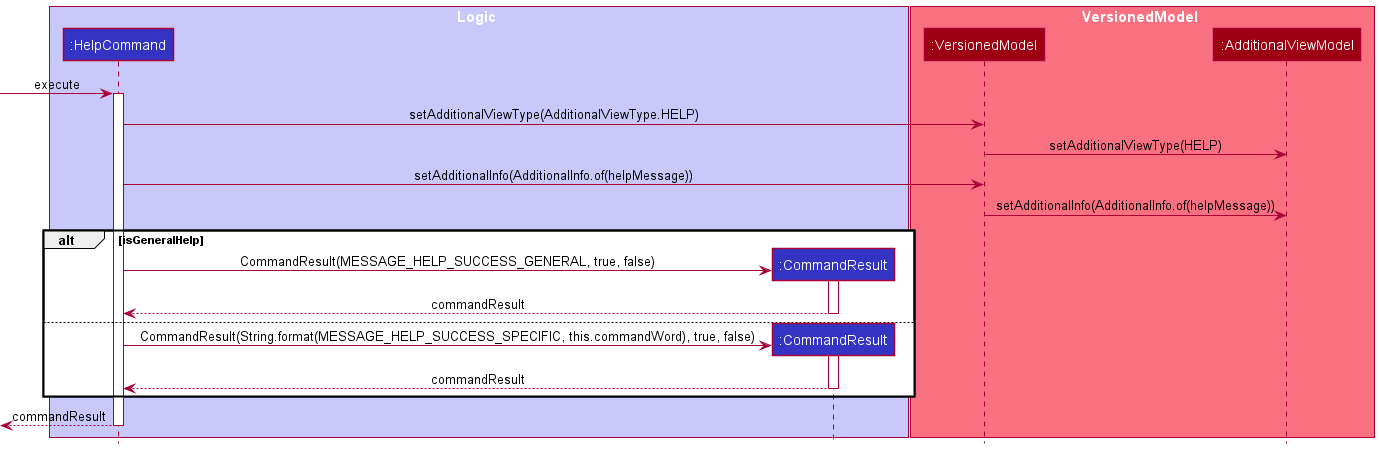 Logic
VersionedModel
:HelpCommand
:VersionedModel
:AdditionalViewModel
execute
setAdditionalViewType(AdditionalViewType.HELP)
setAdditionalViewType(HELP)
setAdditionalInfo(AdditionalInfo.of(helpMessage))
setAdditionalInfo(AdditionalInfo.of(helpMessage))
alt
[isGeneralHelp]
CommandResult(MESSAGE_HELP_SUCCESS_GENERAL, true, false)
:CommandResult
commandResult
CommandResult(String.format(MESSAGE_HELP_SUCCESS_SPECIFIC, this.commandWord), true, false)
:CommandResult
commandResult
commandResult